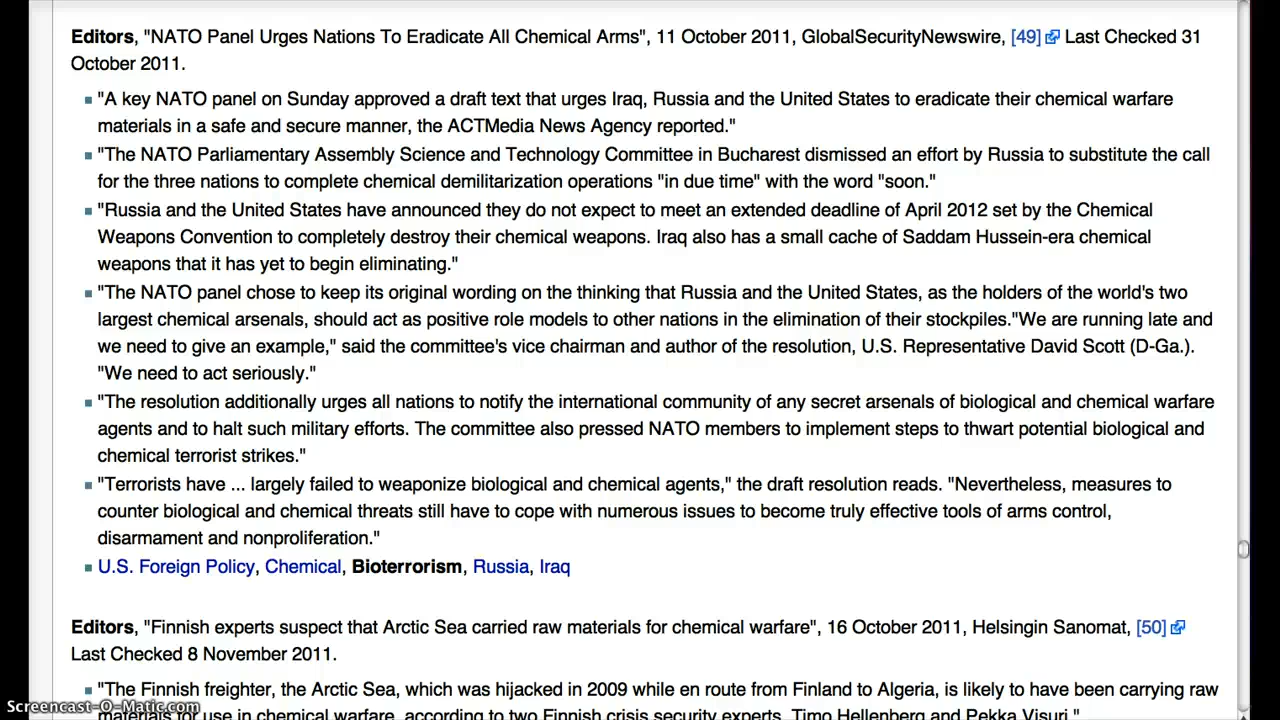 Editors, "NATO Panel Urges Nations To Eradicate All Chemical Arms", 11 October 2011, GlobalSecurityNewswire, [49] Last Checked 31
October 2011.
"A key NATO panel on Sunday approved a draft text that urges Iraq, Russia and the United States to eradicate their chemical warfare
materials in a safe and secure manner, the ACTMedia News Agency reported."
"The NATO Parliamentary Assembly Science and Technology Committee in Bucharest dismissed an effort by Russia to substitute the call
for the three nations to complete chemical demilitarization operations "in due time" with the word "soon."
"Russia and the United States have announced they do not expect to meet an extended deadline of April 2012 set by the Chemical
Weapons Convention to completely destroy their chemical weapons. Iraq also has a small cache of Saddam Hussein-era chemical
weapons that it has yet to begin eliminating."
"The NATO panel chose to keep its original wording on the thinking that Russia and the United States, as the holders of the world's two
largest chemical arsenals, should act as positive role models to other nations in the elimination of their stockpiles."We are running late and
we need to give an example," said the committee's vice chairman and author of the resolution, U.S. Representative David Scott (D-Ga.).
"We need to act seriously."
"The resolution additionally urges all nations to notify the international community of any secret arsenals of biological and chemical warfare
agents and to halt such military efforts. The committee also pressed NATO members to implement steps to thwart potential biological and
chemical terrorist strikes."
"Terrorists have ... largely failed to weaponize biological and chemical agents," the draft resolution reads. "Nevertheless, measures to
counter biological and chemical threats still have to cope with numerous issues to become truly effective tools of arms control,
disarmament and nonproliferation."
U.S. Foreign Policy, Chemical, Bioterrorism, Russia, Iraq
Editors, "Finnish experts suspect that Arctic Sea carried raw materials for chemical warfare", 16 October 2011, Helsingin Sanomat, [50]
Last Checked 8 November 2011.
"The Finnish freighter, the Arctic Sea, which was hijacked in 2009 while en route from Finland to Algeria, is likely to have been carrying raw
materials for use in chemical warfare, according to two Finnish crisis security experts, Timo Hellenberg and Pekka Visuri."
Screencast-O-Matic.com